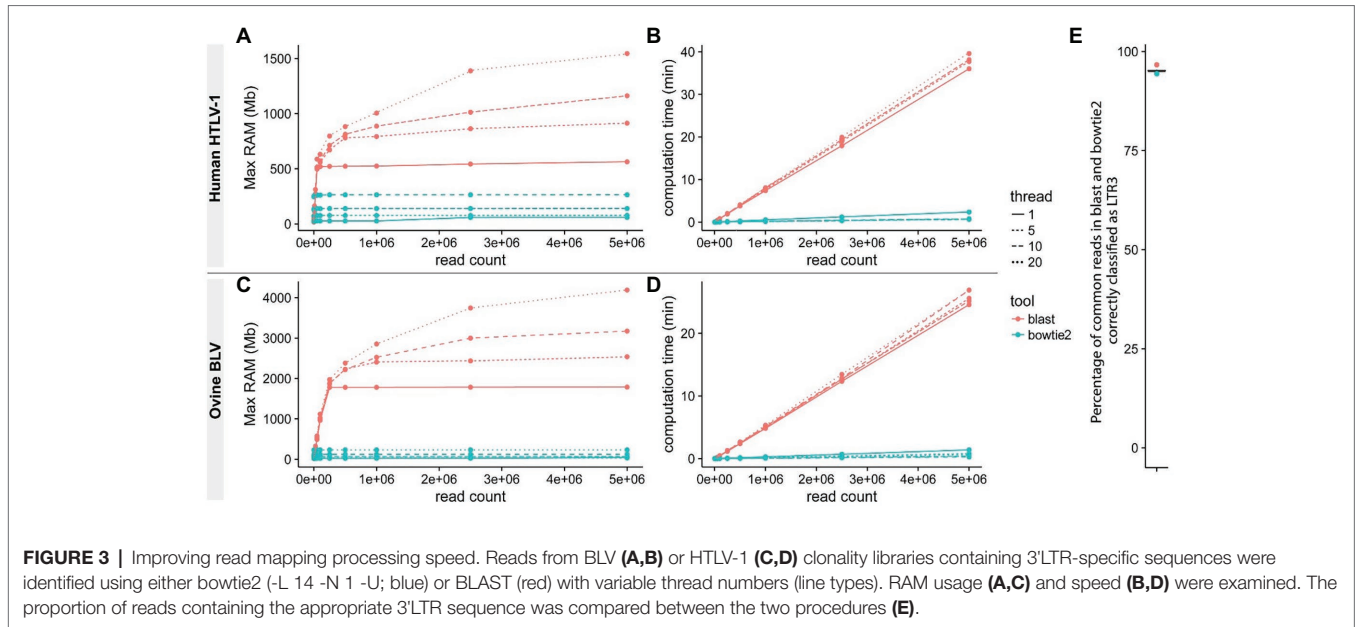 A
B
E
Human HTLV-1
Max RAM (Mb)
1500
1000
500
0
0e+00 1e+06 2e+06 3e+06 4e+06 5e+06
read count
computation time (min)
40
30
20
10
0
0e+00 1e+06 2e+06 3e+06 4e+06 5e+06
read count
thread
1
5
10
20
tool
blast
bowtie2
Percentage of common reads in blast and bowtie2
correctly classified as LTR3
100
75
50
25
0
C
D
Ovine BLV
Max RAM (Mb)
4000
3000
2000
1000
0
0e+00 1e+06 2e+06 3e+06 4e+06 5e+06
read count
computation time (min)
20
10
0
0e+00 1e+06 2e+06 3e+06 4e+06 5e+06
read count
FIGURE 3 | Improving read mapping processing speed. Reads from BLV (A,B) or HTLV-1 (C,D) clonality libraries containing 3'LTR-specific sequences were
identified using either bowtie2 (-L 14 -N 1 -U; blue) or BLAST (red) with variable thread numbers (line types). RAM usage (A,C) and speed (B,D) were examined. The
proportion of reads containing the appropriate 3'LTR sequence was compared between the two procedures (E).